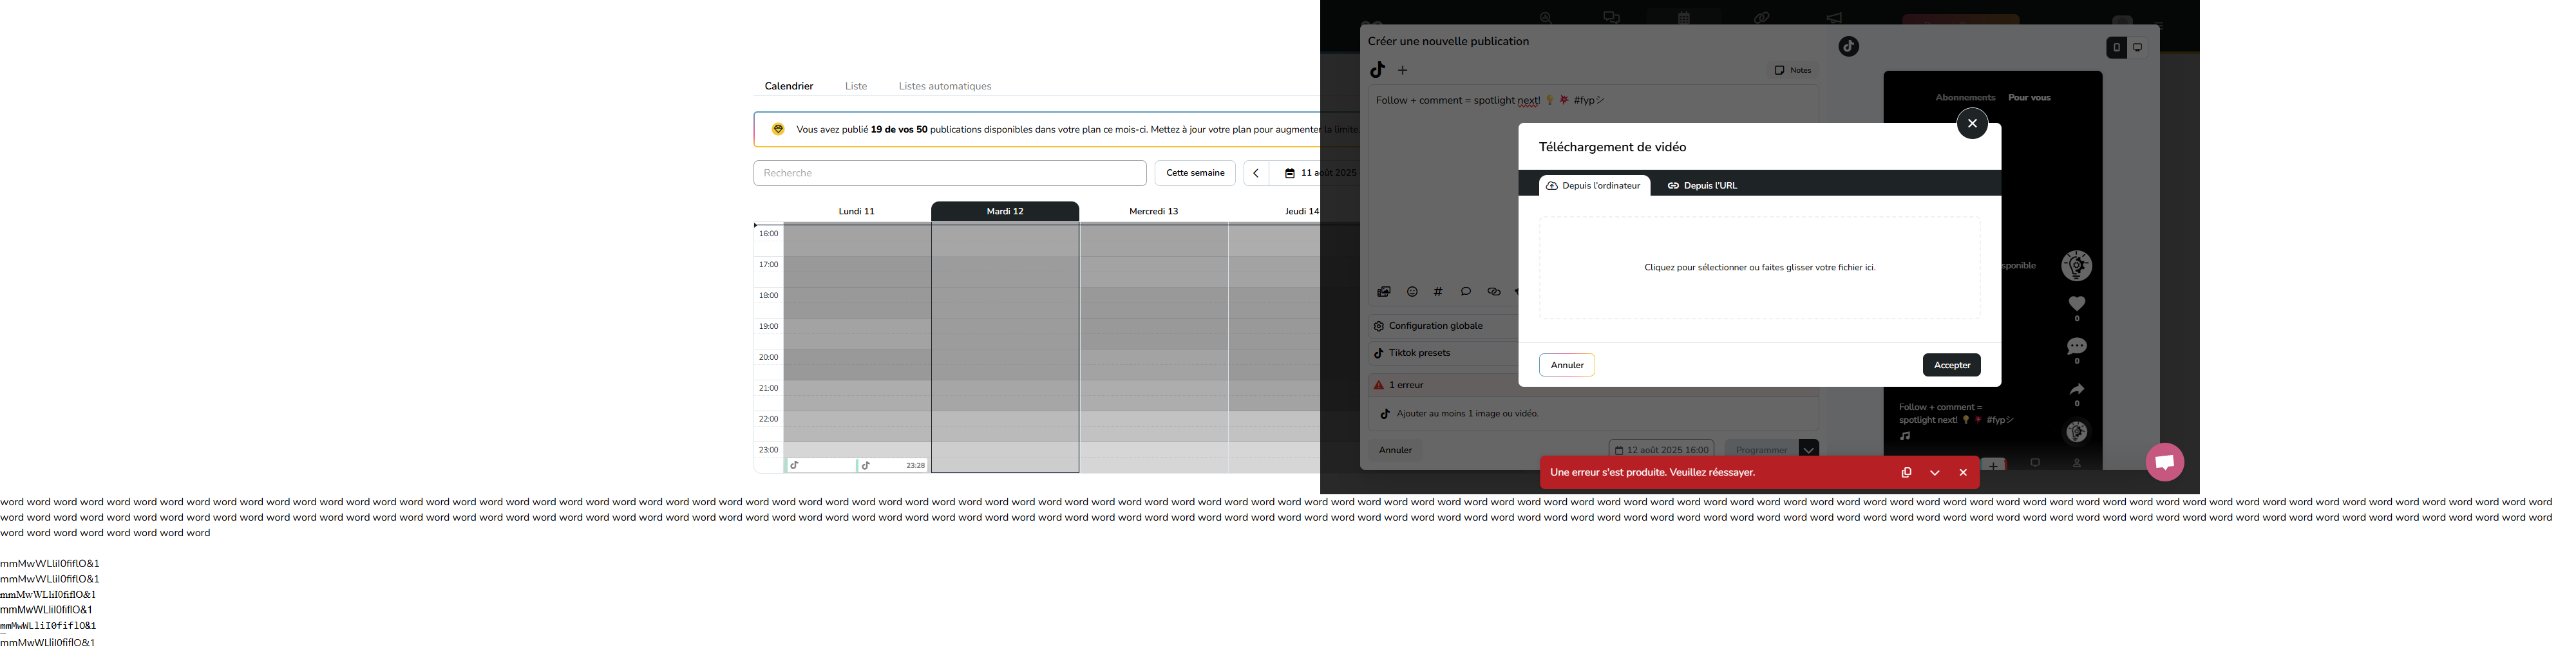 Calendrier
Liste
Listes automatiques
Vous avez publié 19 de vos 50 publications disponibles dans votre plan ce mois-ci. Mettez à jour votre plan pour augmenter la limite.
Recherche
Cette semaine
11 août 2025
Lundi 11
Mardi 12
Mercredi 13
Jeudi 14
16:00
17:00
18:00
19:00
20:00
21:00
22:00
23:00
23:28
Créer une nouvelle publication
Notes
Follow + comment = spotlight next! 💡 💥 #fypシ
Configuration globale
Tiktok presets
1 erreur
Ajouter au moins 1 image ou vidéo.
Annuler
12 août 2025 16:00
Programmer
Téléchargement de vidéo
Depuis l'ordinateur
Depuis l'URL
Cliquez pour sélectionner ou faites glisser votre fichier ici.
Annuler
Accepter
Une erreur s'est produite. Veuillez réessayer.
Abonnements
Pour vous
sponible
0
0
0
Follow + comment =
spotlight next! 💡 💥 #fypシ
word word word word word word word word word word word word word word word word word word word word word word word word word word word word word word word word word word word word word word word word word word word word word word word word word word word word word word word word word word word word word word word word word word word word word word word word word word word word word word word word word word word word word word word word word word word word word
word word word word word word word word word word word word word word word word word word word word word word word word word word word word word word word word word word word word word word word word word word word word word word word word word word word word word word word word word word word word word word word word word word word word word word word word word word word word word word word word word word word word word word word word word word word
word word word word word word word word
mmMwWLliI0fiflO&1
mmMwWLliI0fiflO&1
mmMwWLliI0fiflO&1
mmMwWLliI0fiflO&1
mmMwWLliI0fiflO&1
mmMwWLliI0fiflO&1